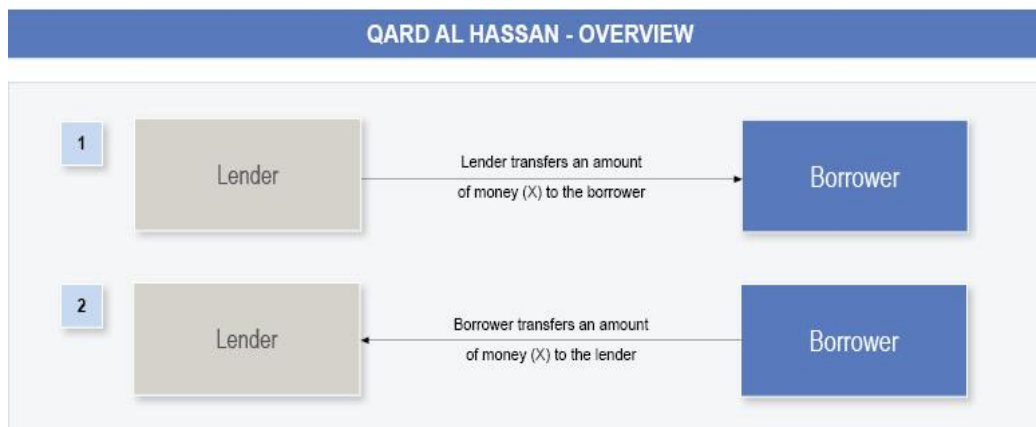 QARD AL HASSAN - OVERVIEW
1
Lender
Lender transfers an amount
of money (X) to the borrower
Borrower
2
Lender
Borrower transfers an amount
of money (X) to the lender
Borrower